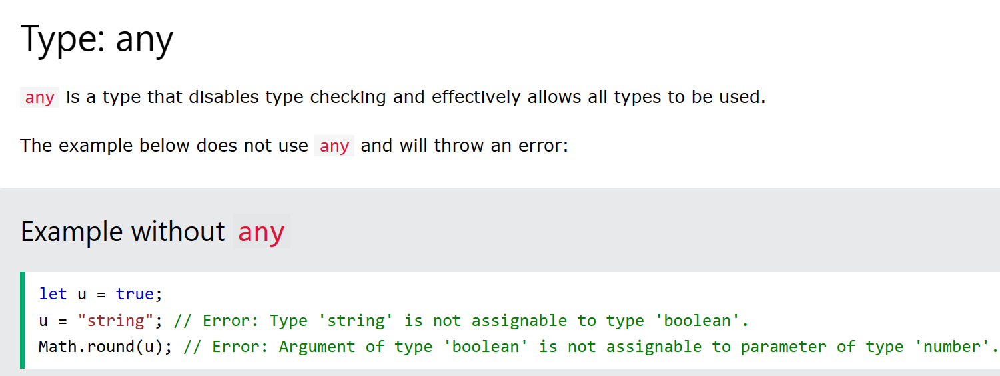 Type: any
any is a type that disables type checking and effectively allows all types to be used.
The example below does not use any and will throw an error:
Example without any
let u = true;
u = "string"; // Error: Type 'string' is not assignable to type 'boolean'.
Math.round(u); // Error: Argument of type 'boolean' is not assignable to parameter of type 'number'.